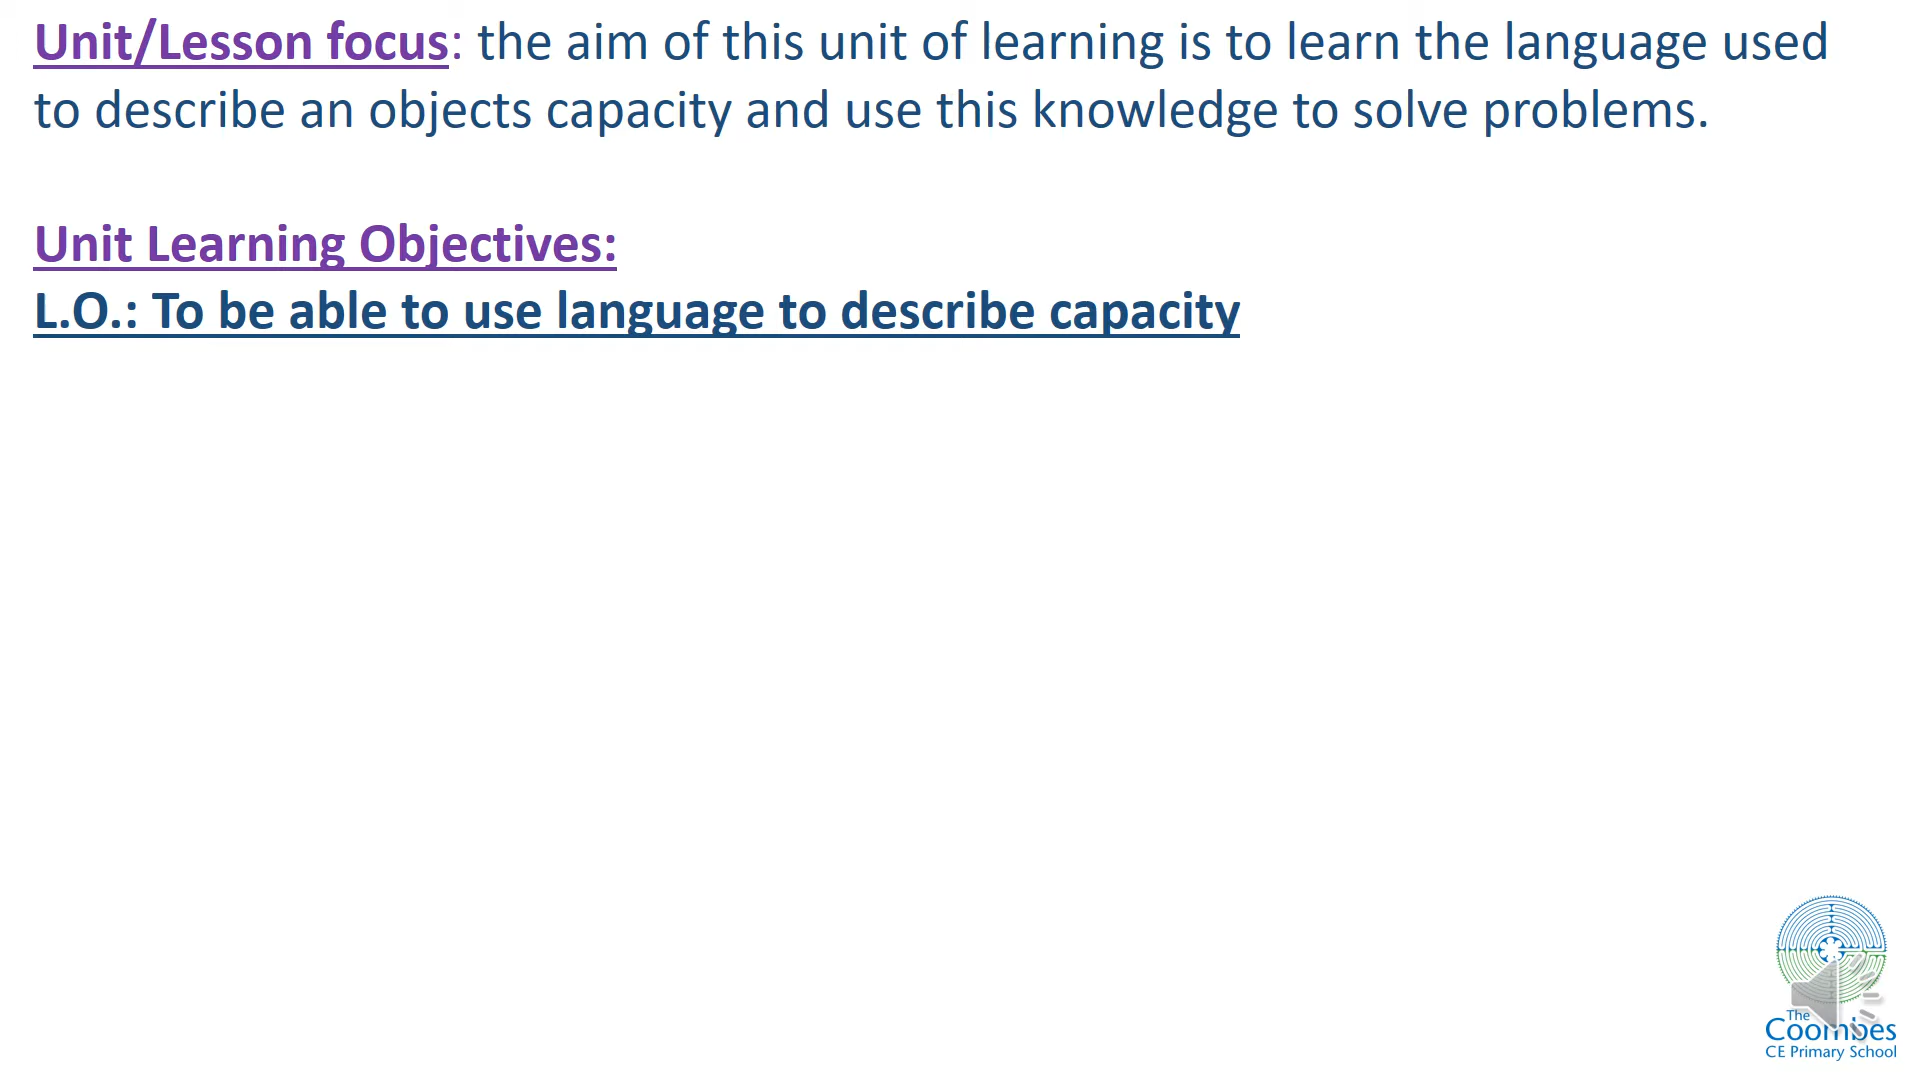 Unit/Lesson focus: the aim of this unit of learning is to learn the language used
to describe an objects capacity and use this knowledge to solve problems.
Unit Learning Objectives:
L.O.: To be able to use language to describe capacity
The
Coombes
CE Primary School